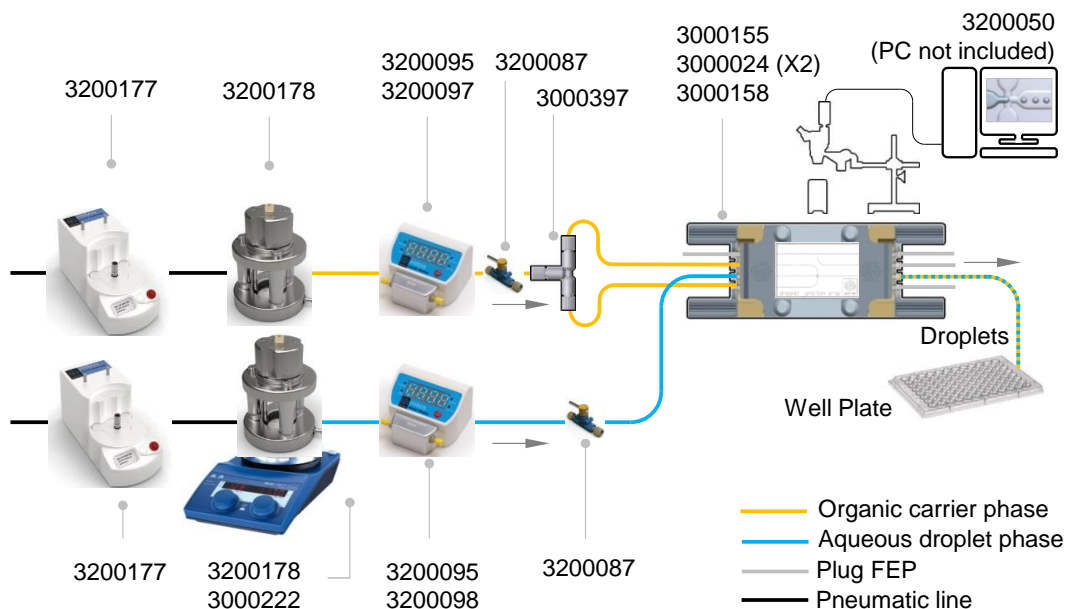 3200050
(PC not included)
3000155
3000024 (X2)
3000158
3200095
3200097
3200087
3000397
3200177
3200178
Droplets
Well Plate
Organic carrier phase
Aqueous droplet phase
Plug FEP
Pneumatic line
3200177
3200178
3000222
3200095
3200098
3200087